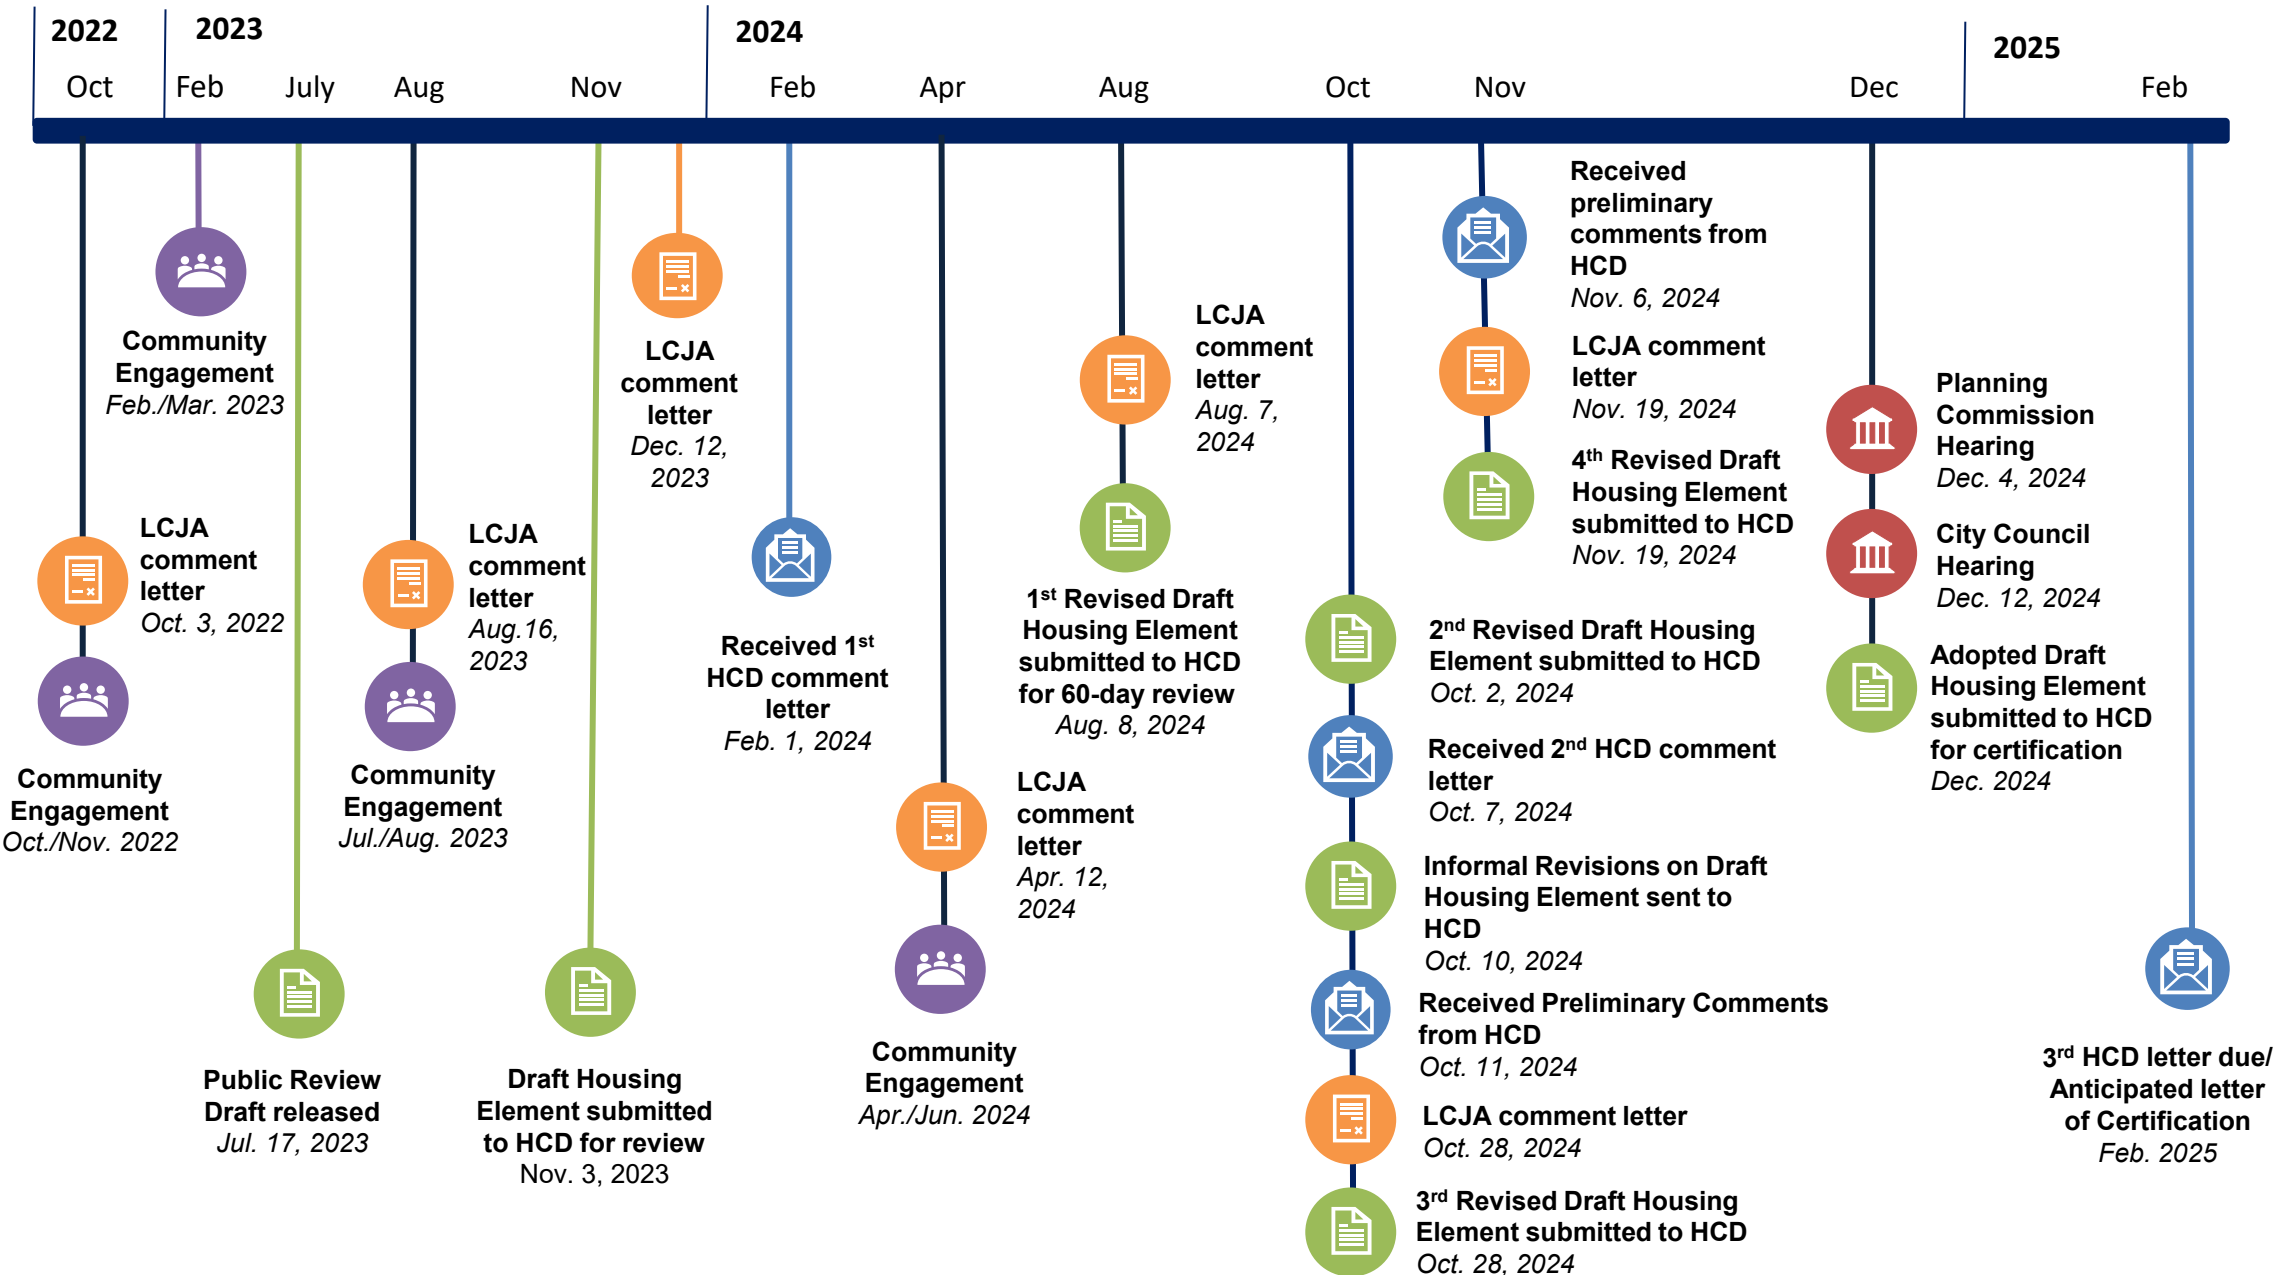 2022
2023
2024
2025
Oct
Feb
July
Aug
Nov
Feb
Apr
Aug
Oct
Nov
Dec
Feb
LCJA
comment
letter
Oct. 3, 2022
Community
Engagement
Oct./Nov. 2022
Community
Engagement
Feb./Mar. 2023
Public Review
Draft released
Jul. 17, 2023
LCJA
comment
letter
Aug.16,
2023
Community
Engagement
Jul./Aug. 2023
Draft Housing
Element submitted
to HCD for review
Nov. 3, 2023
LCJA
comment
letter
Dec. 12,
2023
Received 1st
HCD comment
letter
Feb. 1, 2024
LCJA
comment
letter
Apr. 12,
2024
Community
Engagement
Apr./Jun. 2024
LCJA
comment
letter
Aug. 7,
2024
1st Revised Draft
Housing Element
submitted to HCD
for 60-day review
Aug. 8, 2024
2nd Revised Draft Housing
Element submitted to HCD
Oct. 2, 2024
Received 2nd HCD comment
letter
Oct. 7, 2024
Informal Revisions on Draft
Housing Element sent to
HCD
Oct. 10, 2024
Received Preliminary Comments
from HCD
Oct. 11, 2024
LCJA comment letter
Oct. 28, 2024
3rd Revised Draft Housing
Element submitted to HCD
Oct. 28, 2024
Received
preliminary
comments from
HCD
Nov. 6, 2024
LCJA comment
letter
Nov. 19, 2024
4th Revised Draft
Housing Element
submitted to HCD
Nov. 19, 2024
Planning
Commission
Hearing
Dec. 4, 2024
City Council
Hearing
Dec. 12, 2024
Adopted Draft
Housing Element
submitted to HCD
for certification
Dec. 2024
3rd HCD letter due/
Anticipated letter
of Certification
Feb. 2025